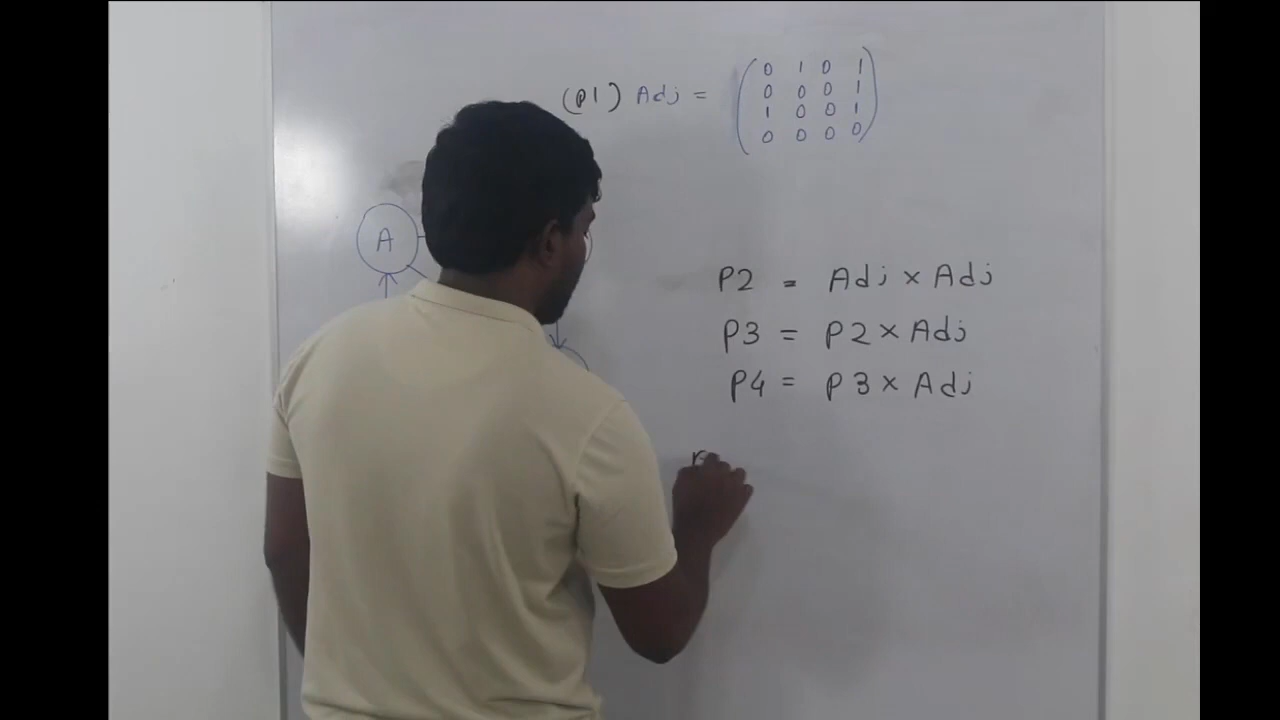 (P1) Adj =
0 1 0 1
0 0 0 1
1 0 0 1
0 0 0 0
A
P2 = Adj × Adj
P3 = P2 × Adj
P4 = P3 × Adj